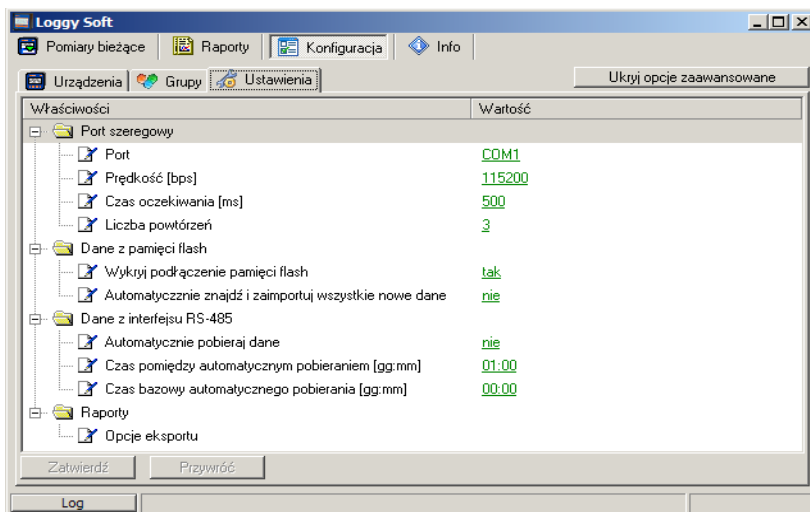 Loggy Soft
Pomiary bieżące Raporty Konfiguracja Info
Urządzenia Grupy Ustawienia Ukryj opcje zaawansowane
Właściwości Wartość
Port szeregowy
Port COM1
Prędkość [bps] 115200
Czas oczekiwania [ms] 500
Liczba powtórzeń 3
Dane z pamięci flash
Wykryj podłączenie pamięci flash tak
Automatycznie znajdź i zaimportuj wszystkie nowe dane nie
Dane z interfejsu RS-485
Automatycznie pobieraj dane nie
Czas pomiędzy automatycznym pobieraniem [gg:mm] 01:00
Czas bazowy automatycznego pobierania [gg:mm] 00:00
Raporty
Opcje eksportu
Zatwierdź Przywróć
Log